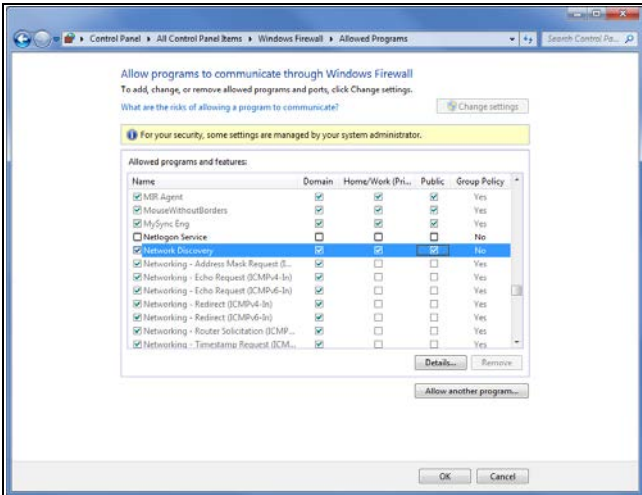 Control Panel ▸ All Control Panel Items ▸ Windows Firewall ▸ Allowed Programs
Search Control Pa...
Allow programs to communicate through Windows Firewall
To add, change, or remove allowed programs and ports, click Change settings.
What are the risks of allowing a program to communicate?
Change settings
For your security, some settings are managed by your system administrator.
Allowed programs and features:
Name Domain Home/Work (Pri... Public Group Policy
MIR Agent Yes
MouseWithoutBorders Yes
MySync Eng Yes
Netlogon Service No
Network Discovery No
Networking - Address Mask Request (I... Yes
Networking - Echo Request (ICMPv4-In) Yes
Networking - Echo Request (ICMPv6-In) Yes
Networking - Redirect (ICMPv4-In) Yes
Networking - Redirect (ICMPv6-In) Yes
Networking - Router Solicitation (ICMP... Yes
Networking - Timestamp Request (ICM... Yes
Details... Remove
Allow another program...
OK Cancel